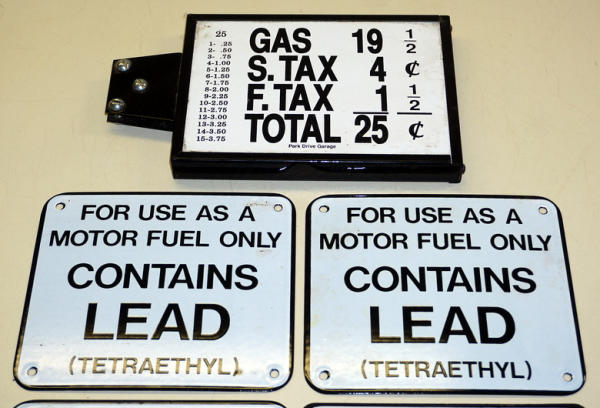 25
1- .25
2- .50
3- .75
4-1.00
5-1.25
6-1.50
7-1.75
8-2.00
9-2.25
10-2.50
11-2.75
12-3.00
13-3.25
14-3.50
15-3.75
GAS 19 1/2
S. TAX 4 ¢
F. TAX 1 1/2
TOTAL 25 ¢
Park Drive Garage
FOR USE AS A
MOTOR FUEL ONLY
CONTAINS
LEAD
(TETRAETHYL)
FOR USE AS A
MOTOR FUEL ONLY
CONTAINS
LEAD
(TETRAETHYL)